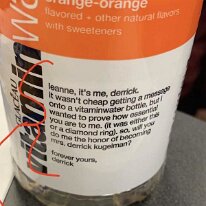 orange-orange
flavored + other natural flavors
with sweeteners
GLACÉAU
vitamin
wa
leanne, it's me, derrick.
it wasn't cheap getting a message
onto a vitaminwater bottle, but i
wanted to prove how essential
you are to me. (it was either this
or a diamond ring). so, will you
do me the honor of becoming
mrs. derrick kugelman?
forever yours,
derrick